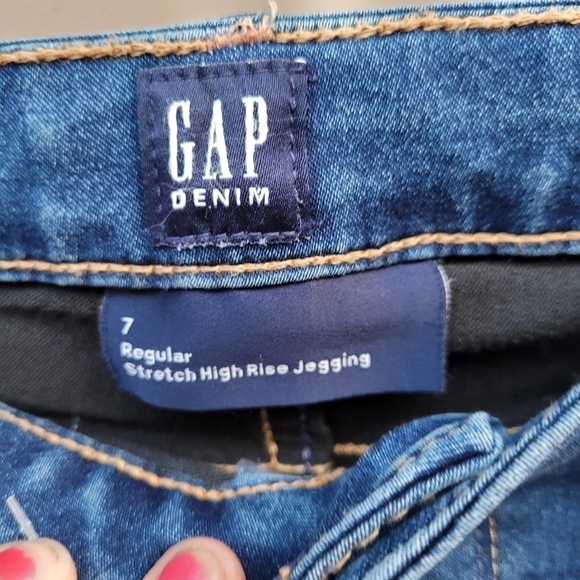 GAP
DENIM
7
Regular
Stretch High Rise Jegging